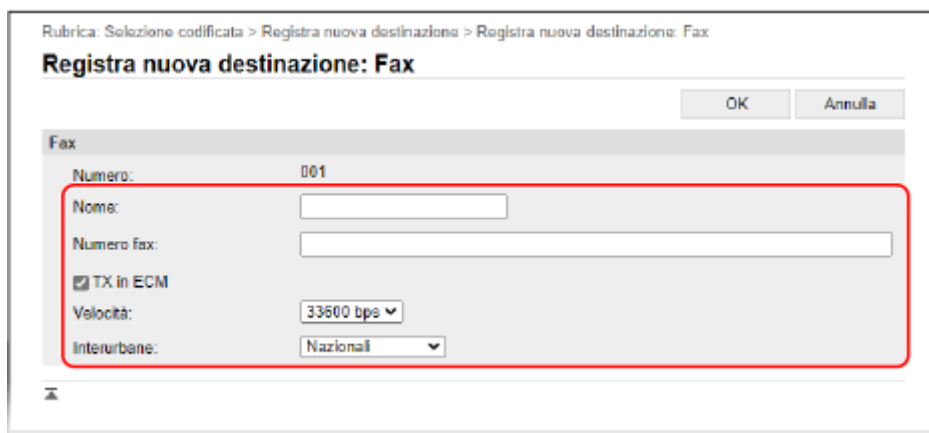 Rubrica: Selezione codificata > Registra nuova destinazione > Registra nuova destinazione: Fax
Registra nuova destinazione: Fax
OK Annulla
Fax
Numero: 001
Nome:
Numero fax:
TX in ECM
Velocità: 33600 bps
Interurbane: Nazionali